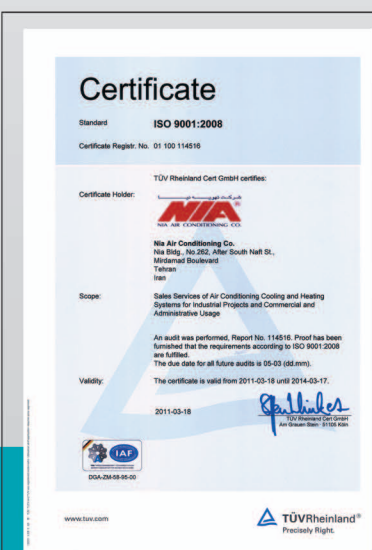 Certificate
Standard ISO 9001:2008
Certificate Registr. No. 01 100 114516
TÜV Rheinland Cert GmbH certifies:
Certificate Holder:
شرکت تهویه نیا
NIA
NIA AIR CONDITIONING CO.
Nia Air Conditioning Co.
Nia Bldg., No.262, After South Naft St.,
Mirdamad Boulevard
Tehran
Iran
Scope: Sales Services of Air Conditioning Cooling and Heating
Systems for Industrial Projects and Commercial and
Administrative Usage
An audit was performed, Report No. 114516. Proof has been
furnished that the requirements according to ISO 9001:2008
are fulfilled.
The due date for all future audits is 05-03 (dd.mm).
Validity: The certificate is valid from 2011-03-18 until 2014-03-17.
2011-03-18
TÜV Rheinland Cert GmbH
Am Grauen Stein · 51105 Köln
IAF
DGA-ZM-58-95-00
www.tuv.com
TÜVRheinland®
Precisely Right.